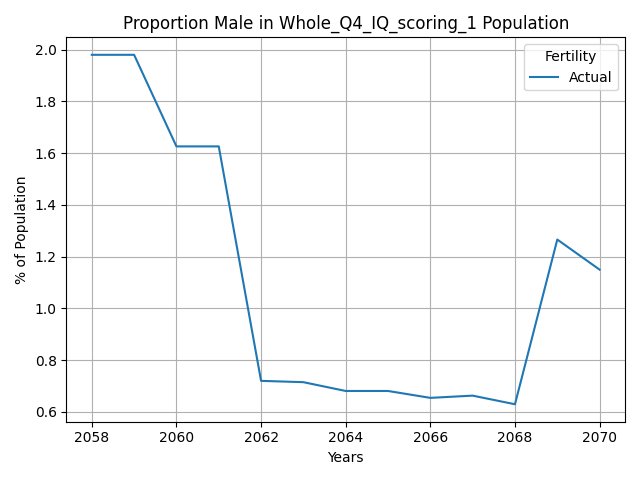 Proportion Male in Whole_Q4_IQ_scoring_1 Population
Fertility
Actual
% of Population
2.0
1.8
1.6
1.4
1.2
1.0
0.8
0.6
2058 2060 2062 2064 2066 2068 2070
Years